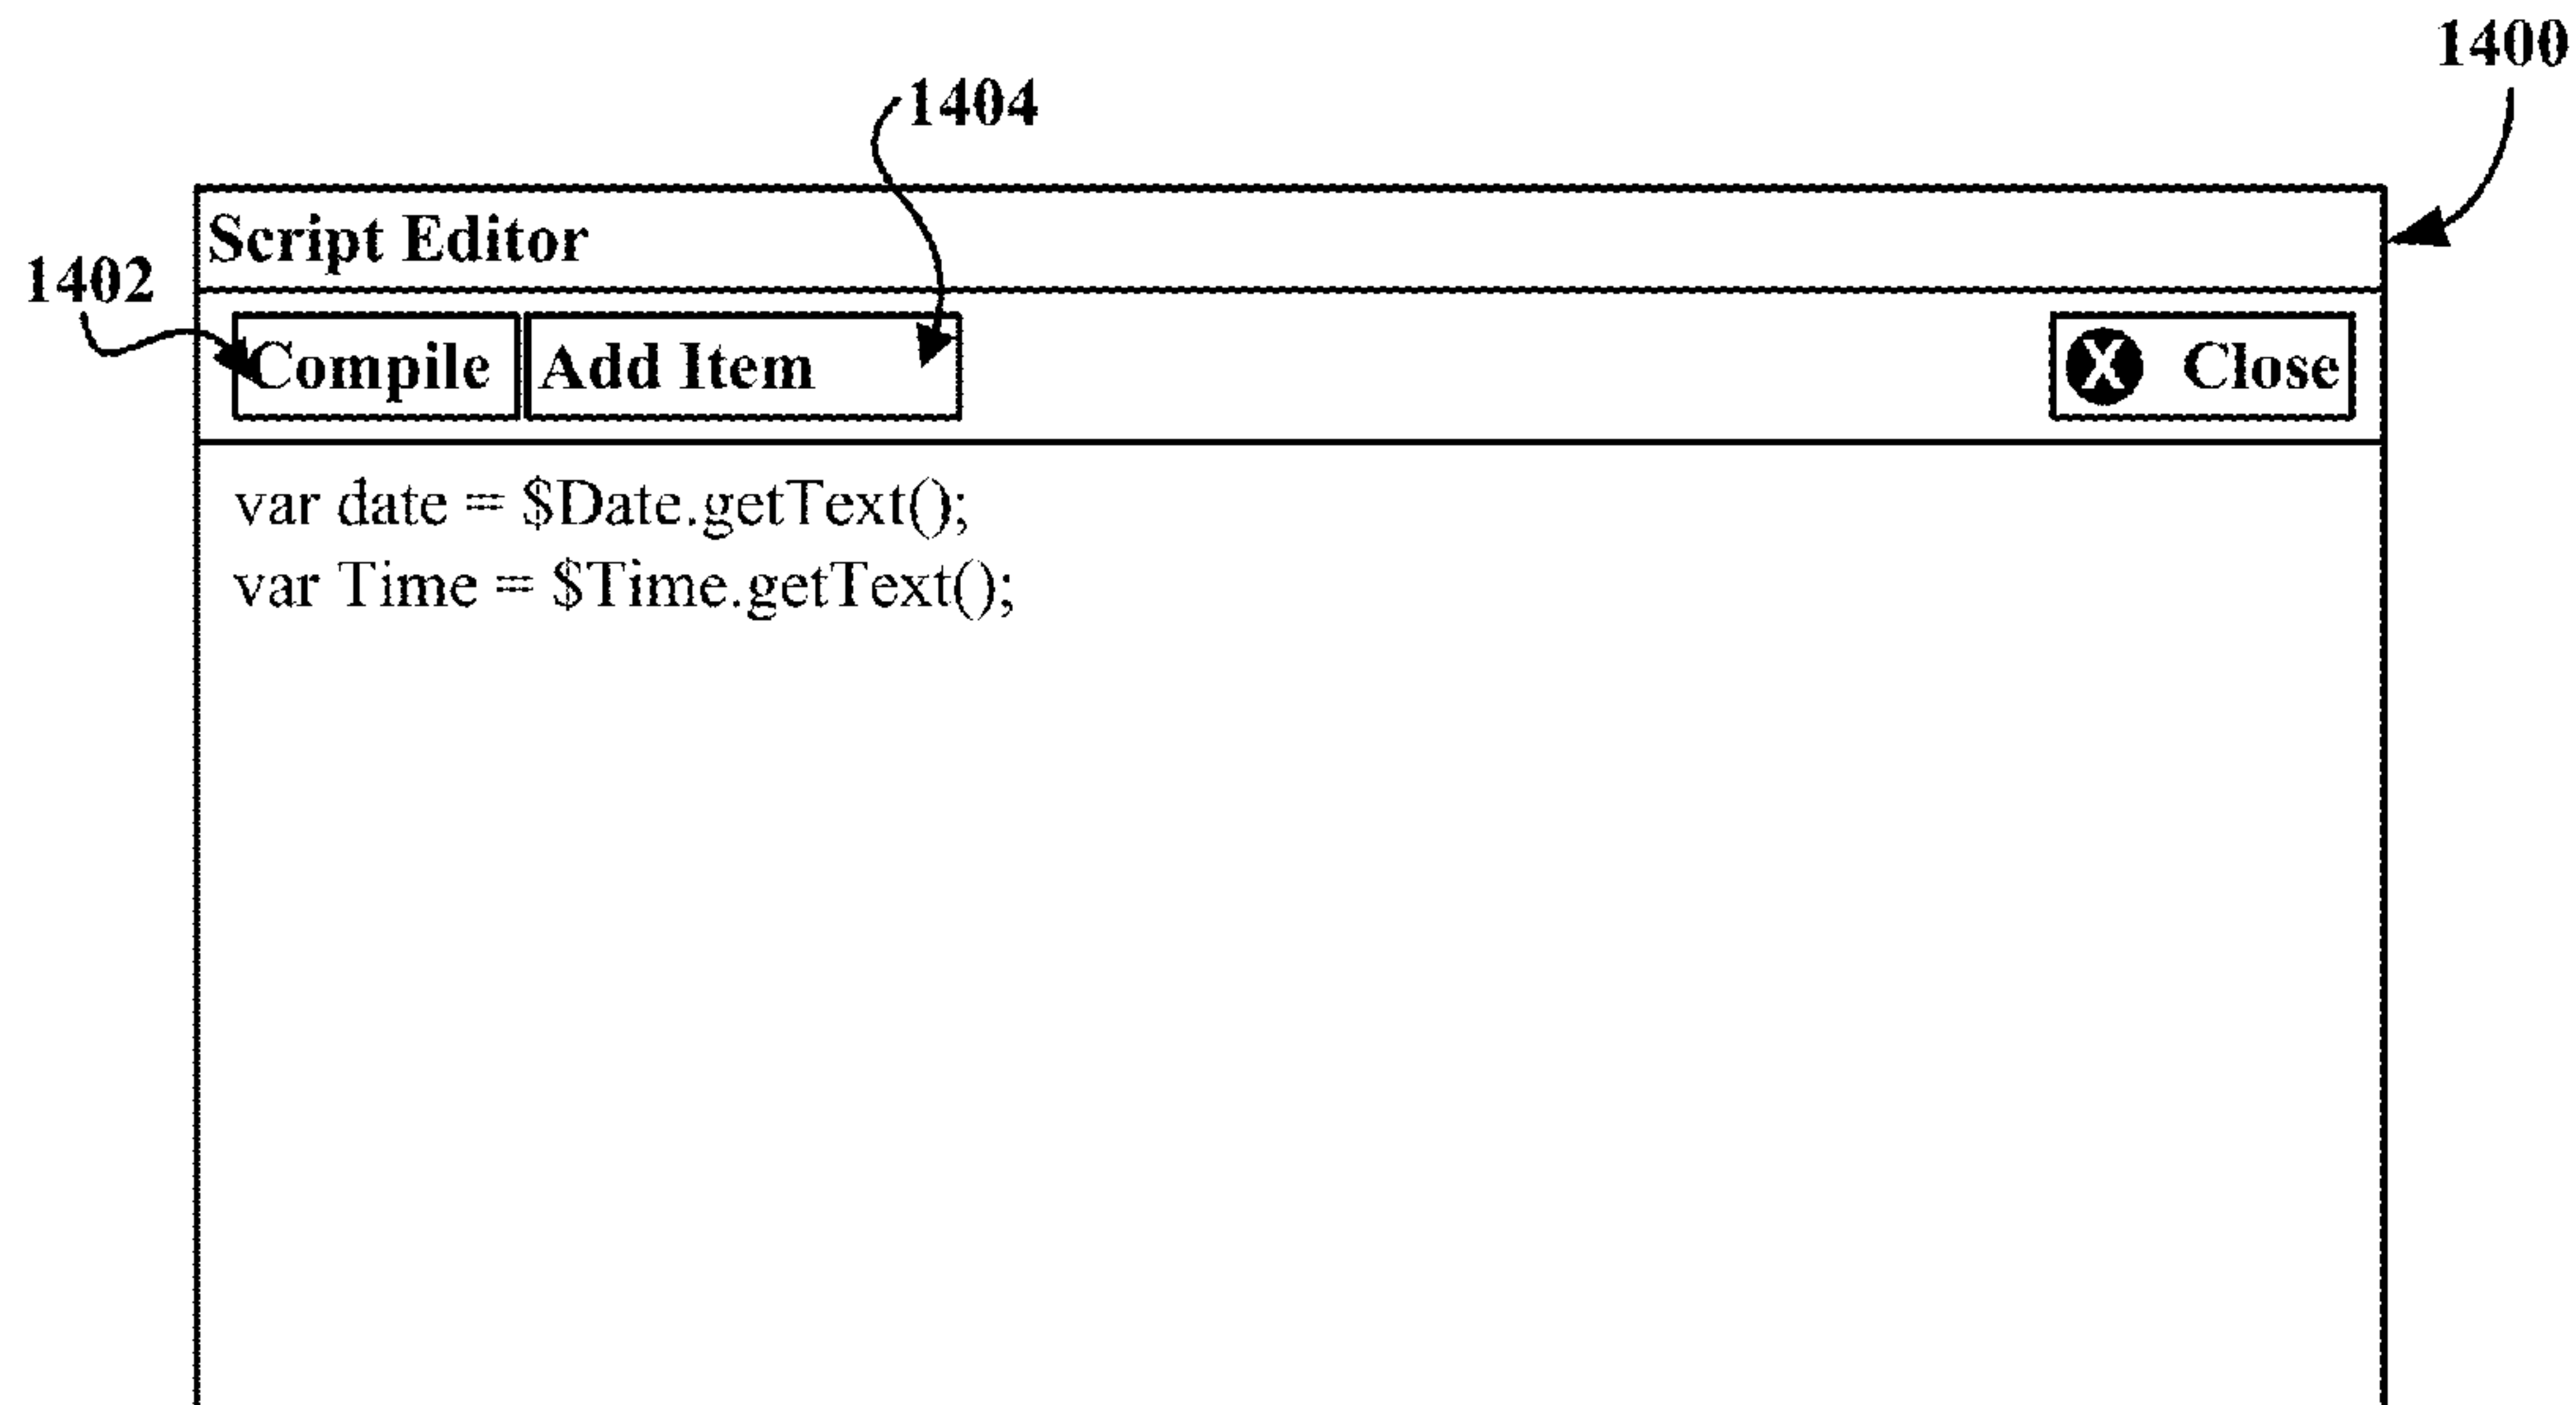 1400
1404
Script Editor
1402
Compile Add Item X Close
var date = $Date.getText();
var Time = $Time.getText();